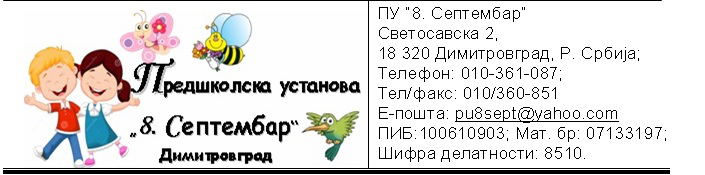 Предшколска установа
„8. Септембар“
Димитровград
ПУ “8. Септембар”
Светосавска 2,
18 320 Димитровград, Р. Србија;
Телефон: 010-361-087;
Тел/факс: 010/360-851
Е-пошта: pu8sept@yahoo.com
ПИБ:100610903; Мат. бр: 07133197;
Шифра делатности: 8510.